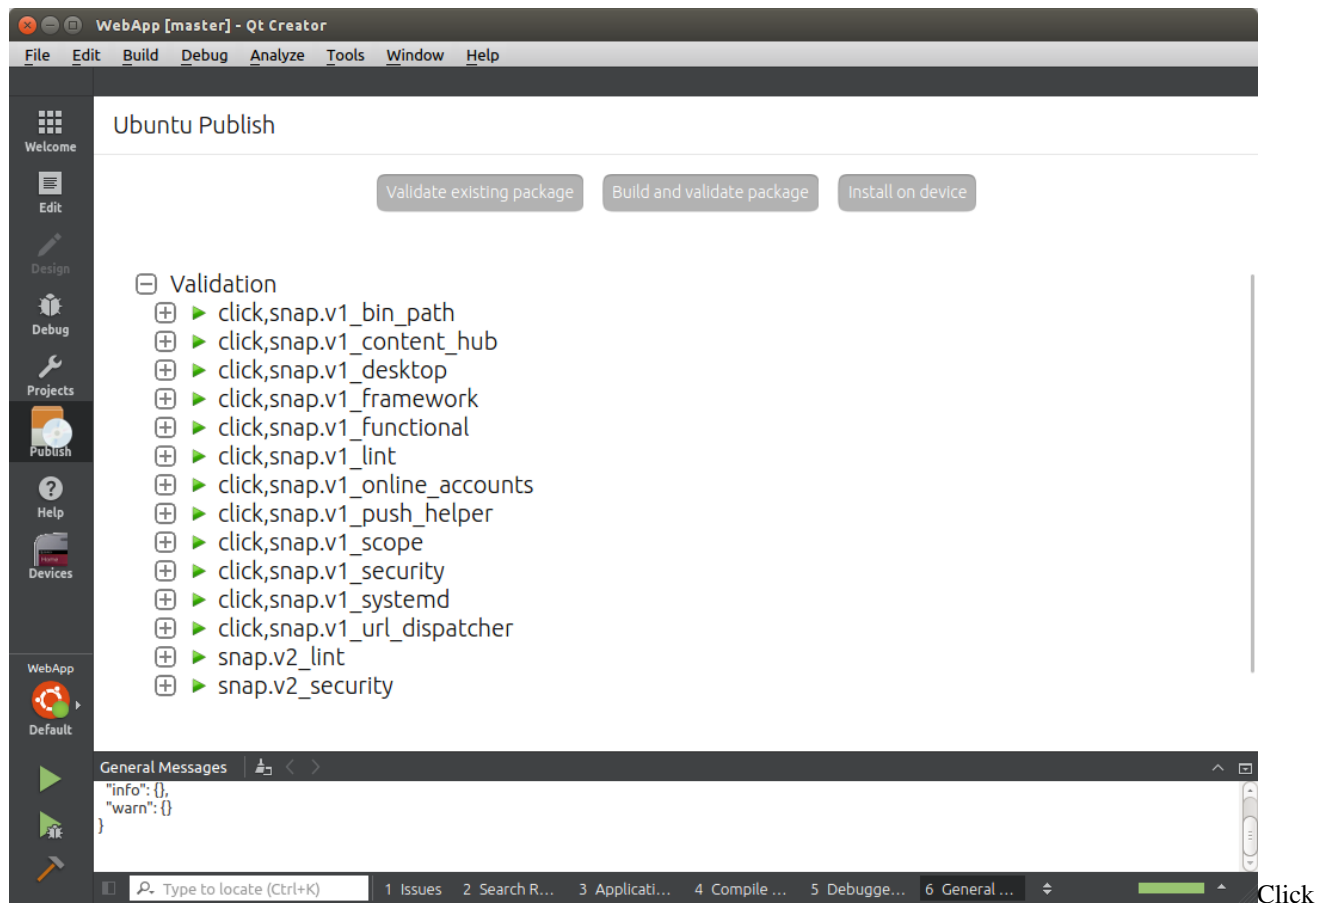 WebApp [master] - Qt Creator
File Edit Build Debug Analyze Tools Window Help
Welcome
Edit
Design
Debug
Projects
Publish
Help
Devices
WebApp
Default
Ubuntu Publish
Validate existing package Build and validate package Install on device
Validation
click,snap.v1_bin_path
click,snap.v1_content_hub
click,snap.v1_desktop
click,snap.v1_framework
click,snap.v1_functional
click,snap.v1_lint
click,snap.v1_online_accounts
click,snap.v1_push_helper
click,snap.v1_scope
click,snap.v1_security
click,snap.v1_systemd
click,snap.v1_url_dispatcher
snap.v2_lint
snap.v2_security
General Messages
"info": {},
"warn": {}
}
Type to locate (Ctrl+K) 1 Issues 2 Search R... 3 Applicati... 4 Compile ... 5 Debugge... 6 General ...
Click